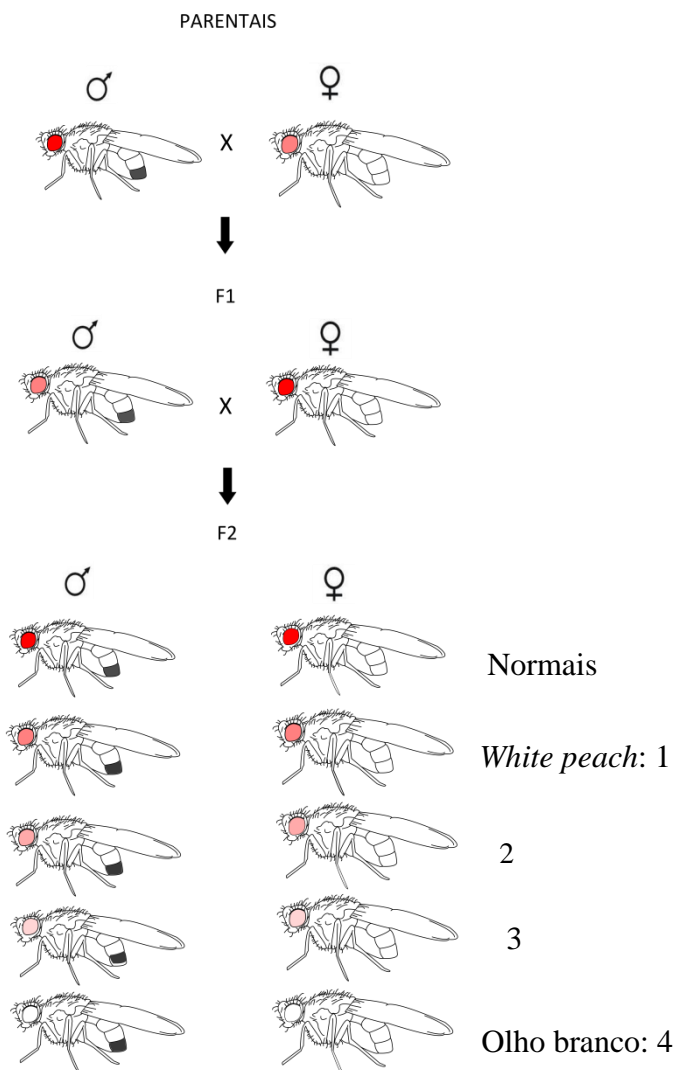 PARENTAIS
♂ ♀
X
F1
♂ ♀
X
F2
♂ ♀
Normais
White peach: 1
2
3
Olho branco: 4